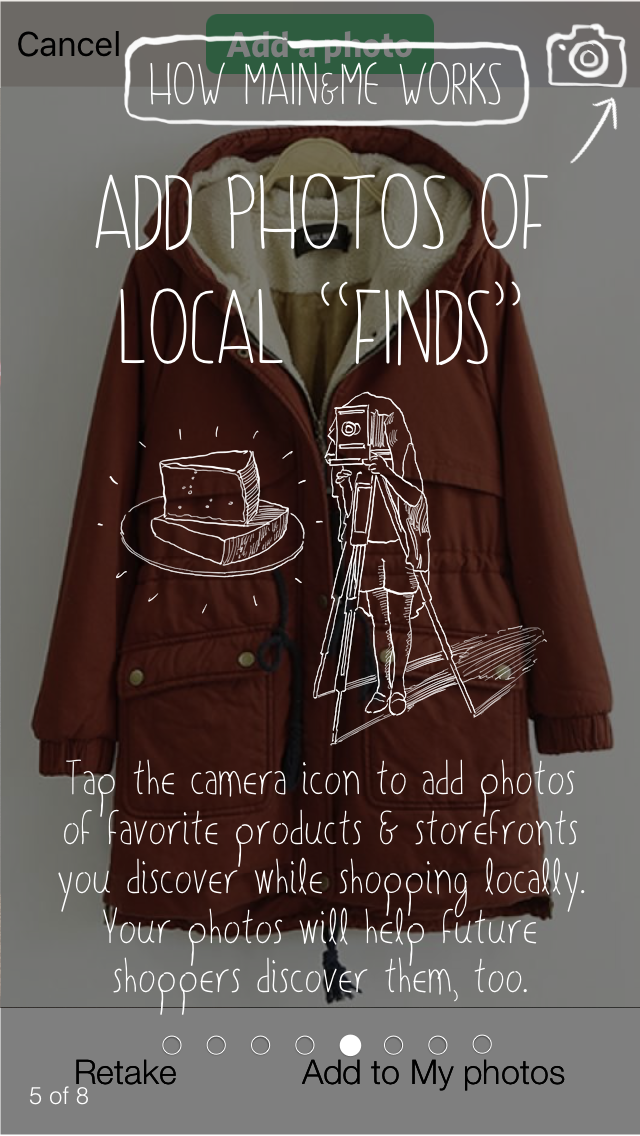 Cancel
Add a photo
HOW MAIN&ME WORKS
ADD PHOTOS OF
LOCAL “FINDS”
Tap the camera icon to add photos
of favorite products & storefronts
you discover while shopping locally.
Your photos will help future
shoppers discover them, too.
Retake
Add to My photos
5 of 8